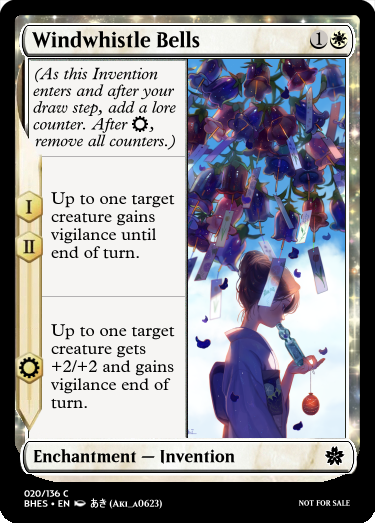 Windwhistle Bells 1
(As this Invention
enters and after your
draw step, add a lore
counter. After ,
remove all counters.)
I
Up to one target
creature gains
vigilance until
end of turn.
II
Up to one target
creature gets
+2/+2 and gains
vigilance end of
turn.
Enchantment — Invention
020/136 C
BHES • EN あき (Aki_a0623)
NOT FOR SALE